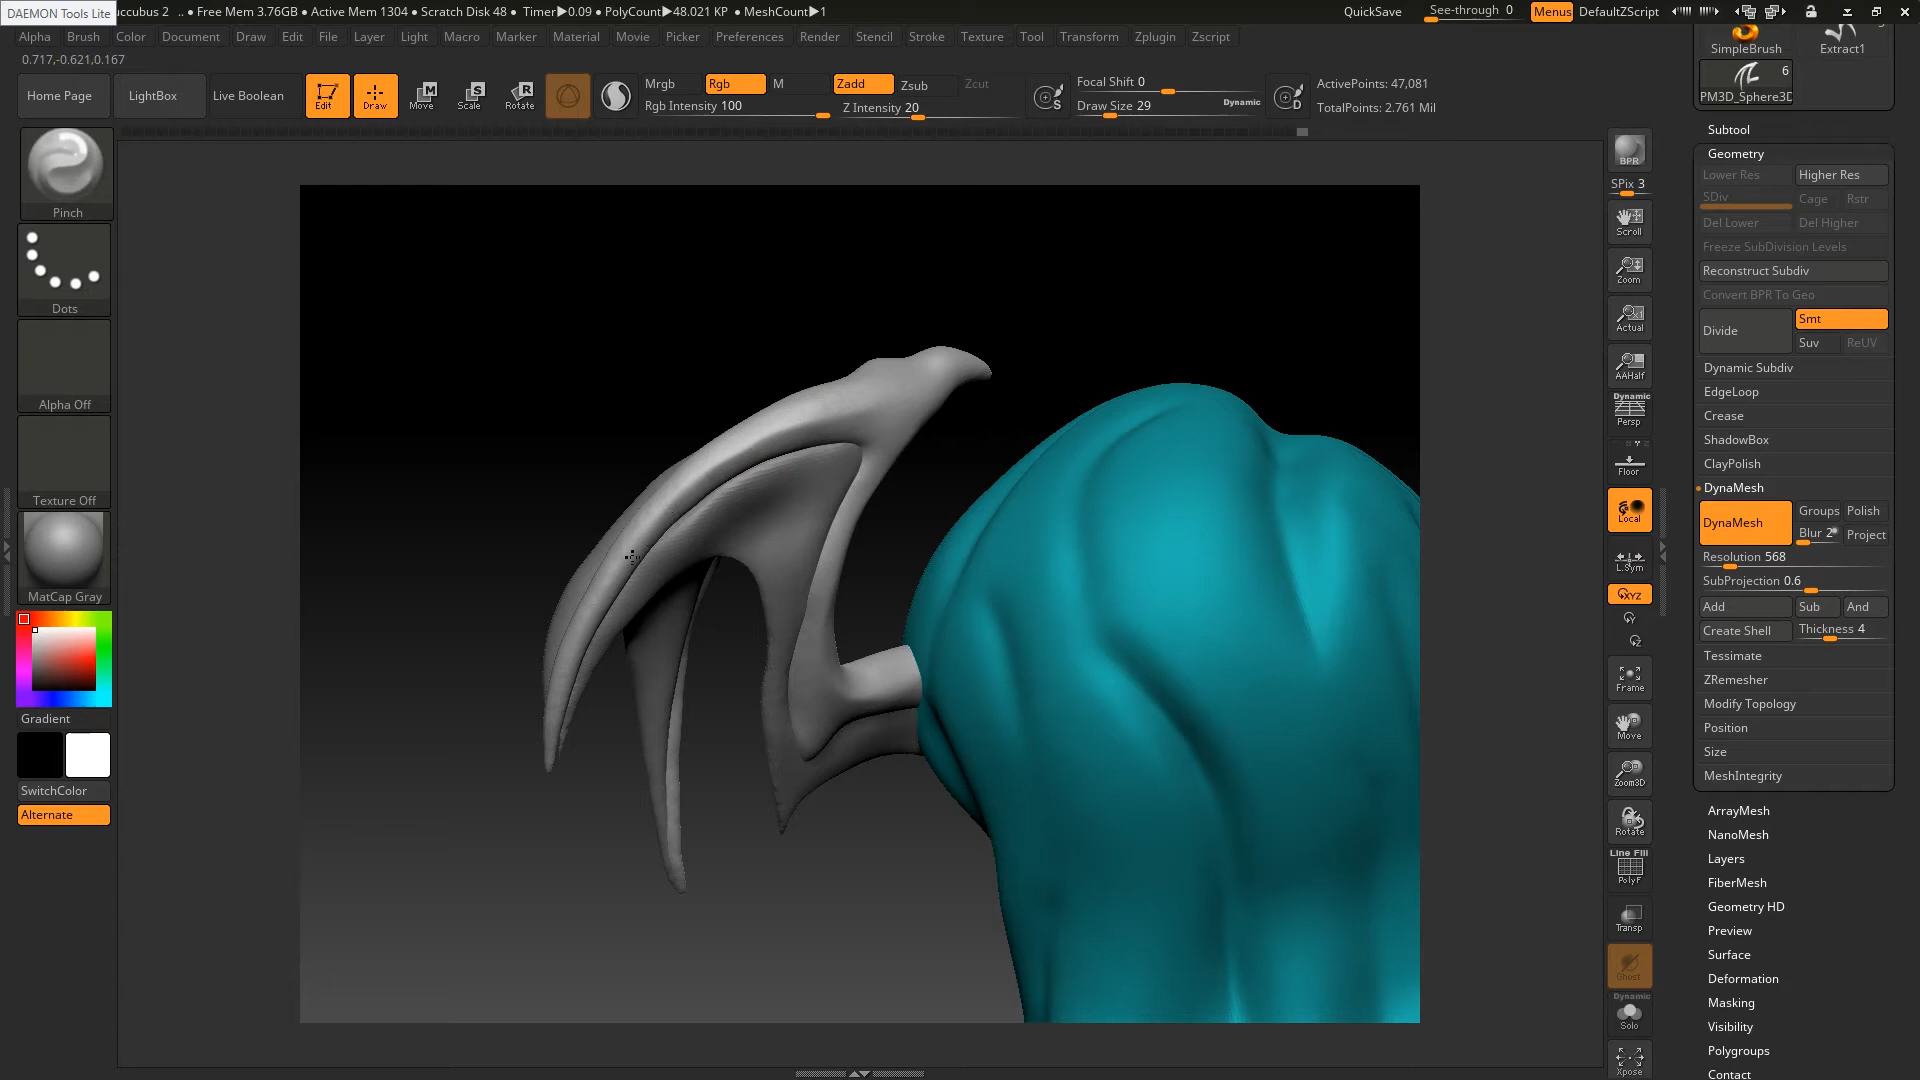 DAEMON Tools Lite
uccubus 2 .. ● Free Mem 3.76GB ● Active Mem 1304 ● Scratch Disk 48 ● Timer▶0.09 ● PolyCount▶48.021 KP ● MeshCount▶1
QuickSave See-through 0 Menus DefaultZScript
Alpha Brush Color Document Draw Edit File Layer Light Macro Marker Material Movie Picker Preferences Render Stencil Stroke Texture Tool Transform Zplugin Zscript
0.717,-0.621,0.167
Home Page LightBox Live Boolean Edit Draw Move Scale Rotate
M S R
Mrgb Rgb M Zadd Zsub Zcut
Rgb Intensity 100 Z Intensity 20
S
Focal Shift 0
Draw Size 29 Dynamic
D
ActivePoints: 47,081
TotalPoints: 2.761 Mil
Pinch
Dots
Alpha Off
Texture Off
MatCap Gray
Gradient
SwitchColor
Alternate
BPR
SPix 3
Scroll
Zoom
Actual
AAHalf
Dynamic
Persp
Floor
Local
L.Sym
XYZ
Y
Z
Frame
Move
Zoom3D
Rotate
Line Fill
PolyF
Transp
Ghost
Dynamic
Solo
Xpose
SimpleBrush Extract1
6
PM3D_Sphere3D
Subtool
Geometry
Lower Res Higher Res
SDiv Cage Rstr
Del Lower Del Higher
Freeze SubDivision Levels
Reconstruct Subdiv
Convert BPR To Geo
Divide Smt
Suv ReUV
Dynamic Subdiv
EdgeLoop
Crease
ShadowBox
ClayPolish
DynaMesh
DynaMesh Groups Polish
Blur 2 Project
Resolution 568
SubProjection 0.6
Add Sub And
Create Shell Thickness 4
Tessimate
ZRemesher
Modify Topology
Position
Size
MeshIntegrity
ArrayMesh
NanoMesh
Layers
FiberMesh
Geometry HD
Preview
Surface
Deformation
Masking
Visibility
Polygroups
Contact